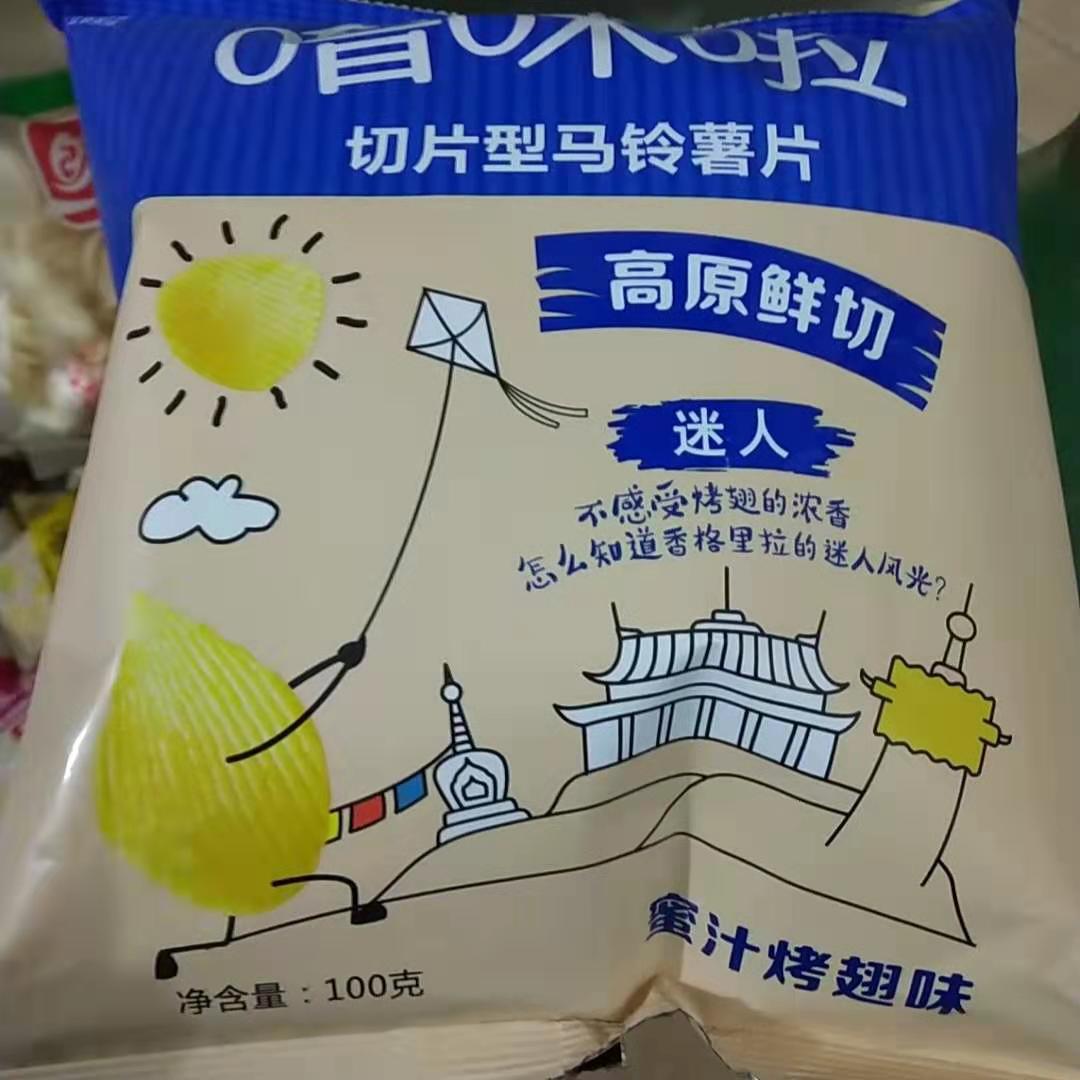 切片型马铃薯片
高原鲜切
迷人
不感受烤翅的浓香
怎么知道香格里拉的迷人风光?
蜜汁烤翅味
净含量:100克